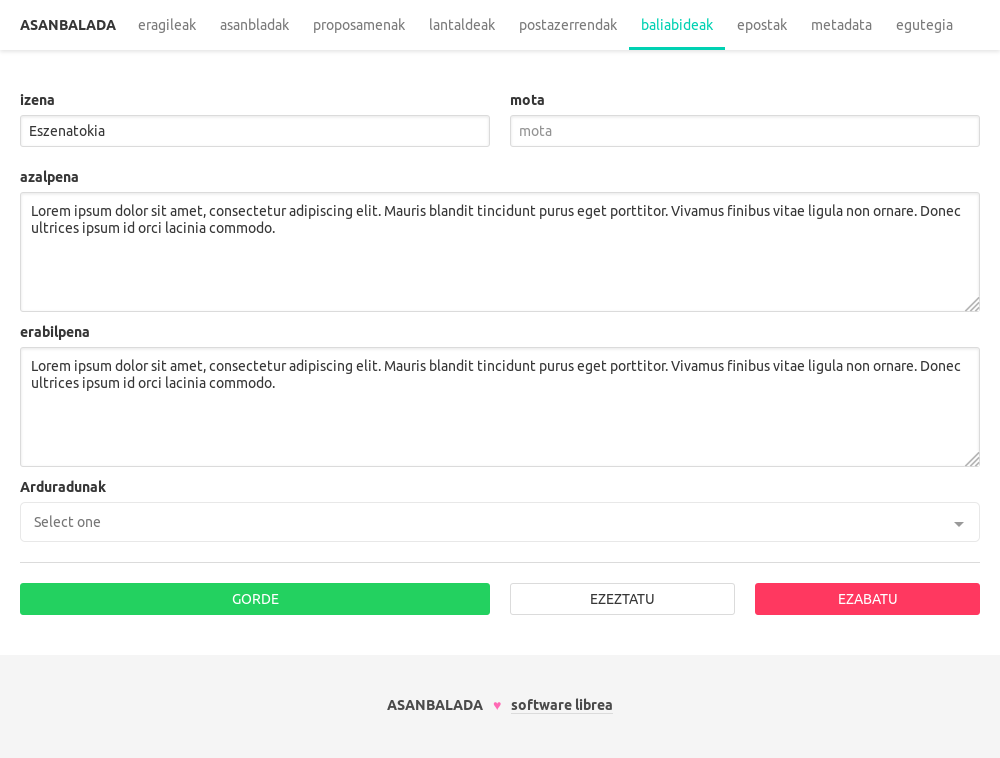 ASANBALADA eragileak asanbladak proposamenak lantaldeak postazerrendak baliabideak epostak metadata egutegia
izena mota
Eszenatokia mota
azalpena
Lorem ipsum dolor sit amet, consectetur adipiscing elit. Mauris blandit tincidunt purus eget porttitor. Vivamus finibus vitae ligula non ornare. Donec
ultrices ipsum id orci lacinia commodo.
erabilpena
Lorem ipsum dolor sit amet, consectetur adipiscing elit. Mauris blandit tincidunt purus eget porttitor. Vivamus finibus vitae ligula non ornare. Donec
ultrices ipsum id orci lacinia commodo.
Arduradunak
Select one
GORDE EZEZTATU EZABATU
ASANBALADA ♥ software librea